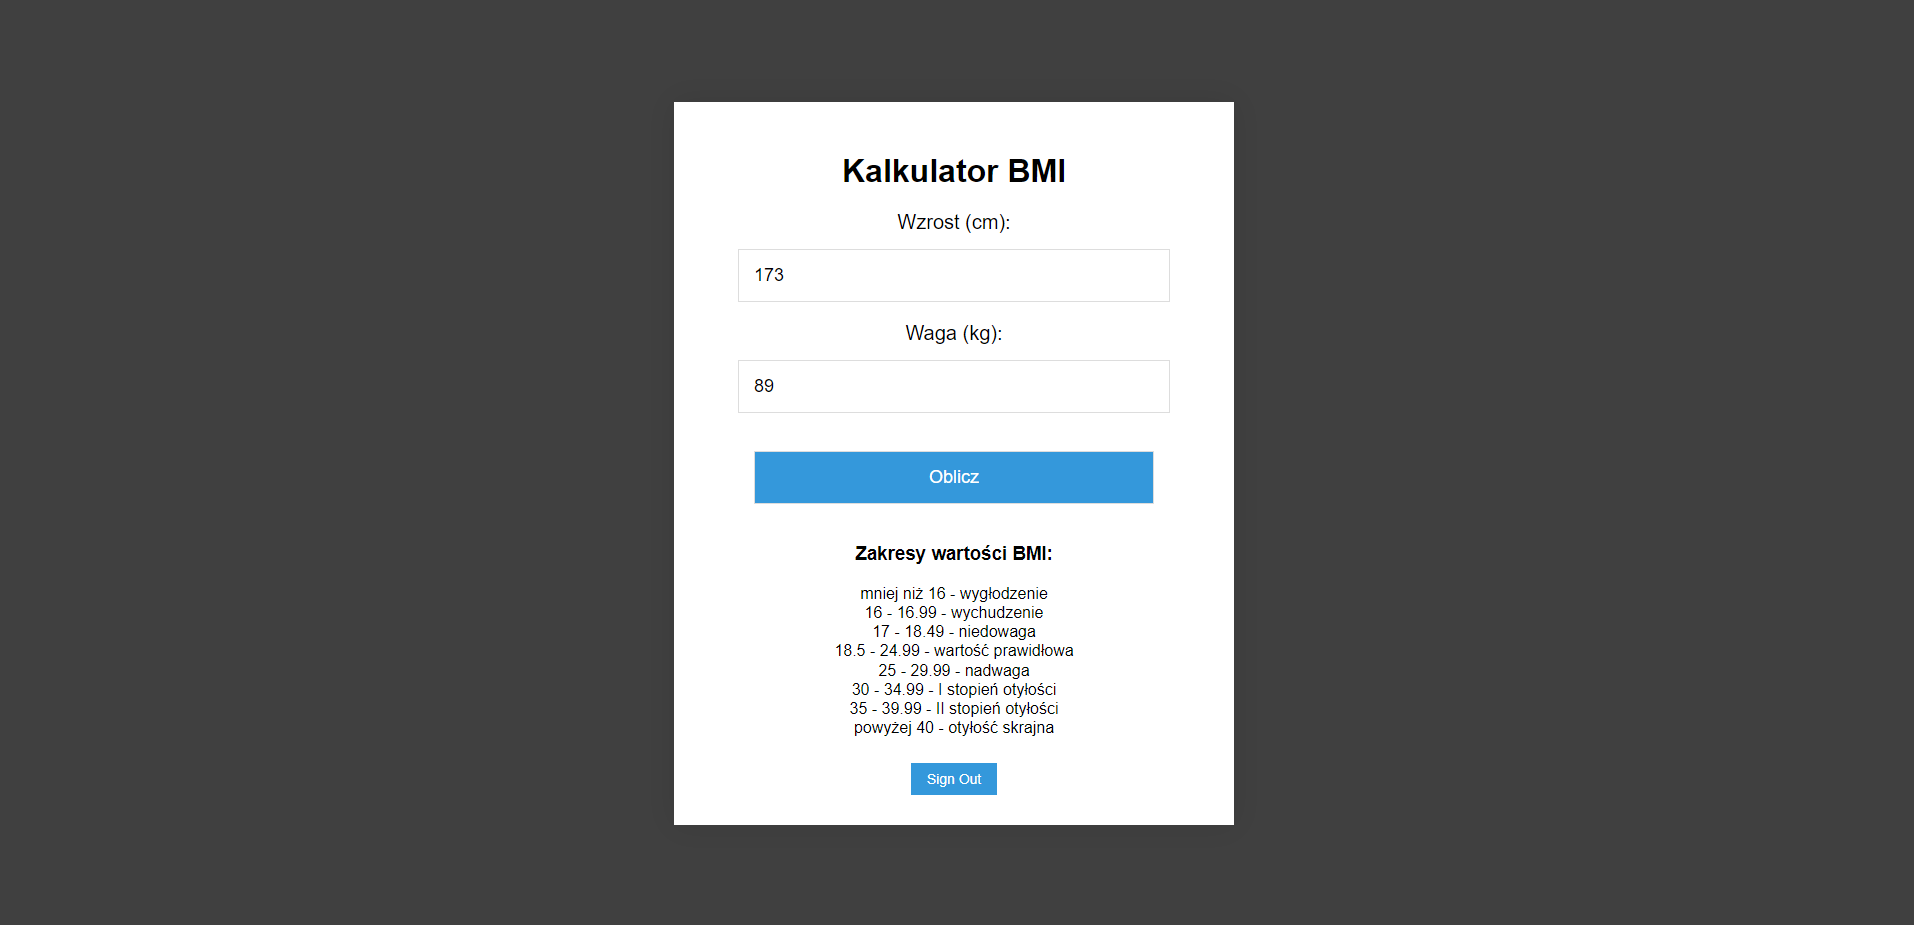 Kalkulator BMI
Wzrost (cm):
173
Waga (kg):
89
Oblicz
Zakresy wartości BMI:
mniej niż 16 - wygłodzenie
16 - 16.99 - wychudzenie
17 - 18.49 - niedowaga
18.5 - 24.99 - wartość prawidłowa
25 - 29.99 - nadwaga
30 - 34.99 - I stopień otyłości
35 - 39.99 - II stopień otyłości
powyżej 40 - otyłość skrajna
Sign Out